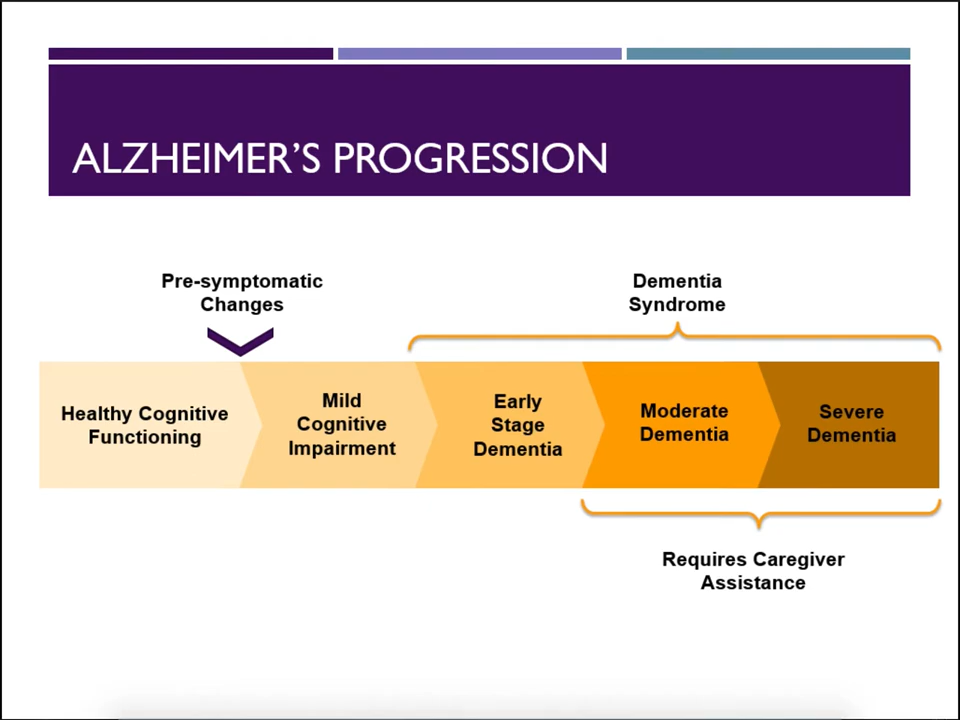 ALZHEIMER’S PROGRESSION
Pre-symptomatic
Changes
Dementia
Syndrome
Healthy Cognitive
Functioning
Mild
Cognitive
Impairment
Early
Stage
Dementia
Moderate
Dementia
Severe
Dementia
Requires Caregiver
Assistance